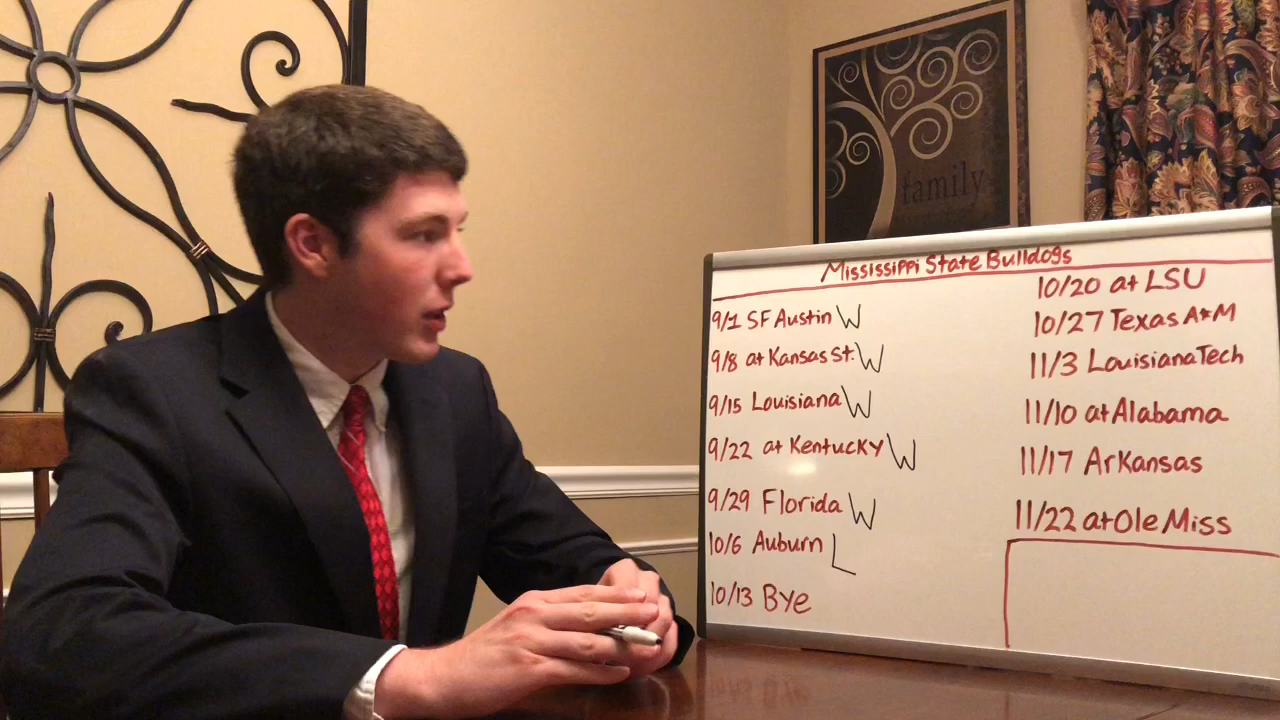 family
Mississippi State Bulldogs
9/1 SF Austin W
9/8 at Kansas St. W
9/15 Louisiana W
9/22 at Kentucky W
9/29 Florida W
10/6 Auburn L
10/13 Bye
10/20 at LSU
10/27 Texas A&M
11/3 Louisiana Tech
11/10 at Alabama
11/17 Arkansas
11/22 at Ole Miss